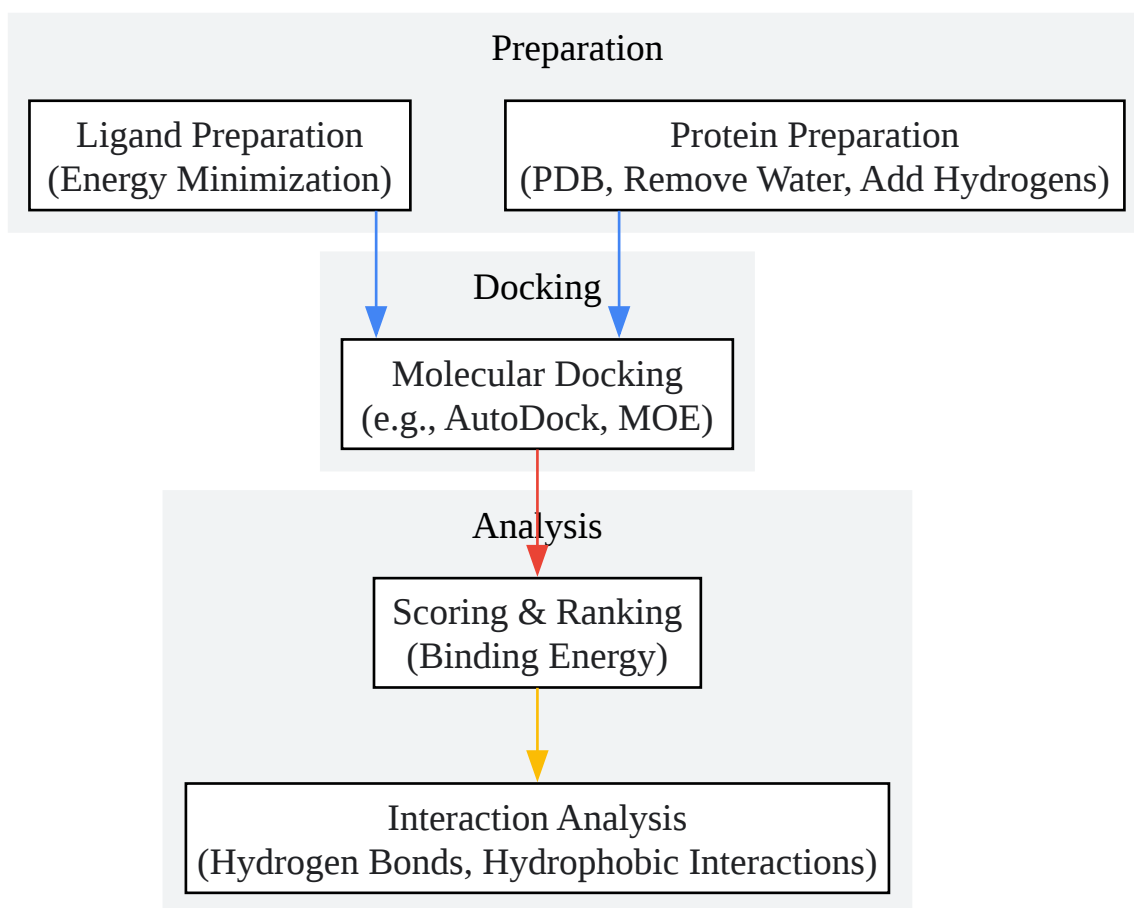 Preparation
Ligand Preparation
(Energy Minimization)
Protein Preparation
(PDB, Remove Water, Add Hydrogens)
Docking
Molecular Docking
(e.g., AutoDock, MOE)
Analysis
Scoring & Ranking
(Binding Energy)
Interaction Analysis
(Hydrogen Bonds, Hydrophobic Interactions)